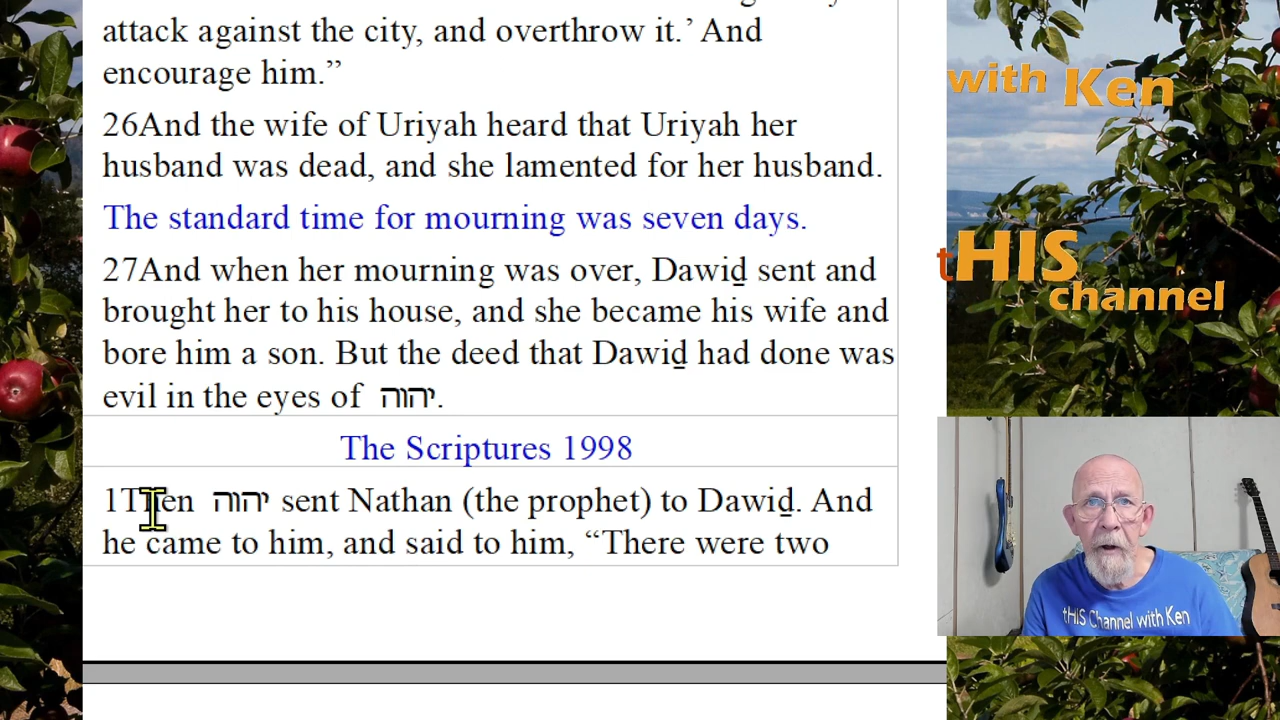 attack against the city, and overthrow it.’ And
encourage him.”
26And the wife of Uriyah heard that Uriyah her
husband was dead, and she lamented for her husband.
The standard time for mourning was seven days.
27And when her mourning was over, Dawiḏ sent and
brought her to his house, and she became his wife and
bore him a son. But the deed that Dawiḏ had done was
evil in the eyes of יהוה.
The Scriptures 1998
1Then יהוה sent Nathan (the prophet) to Dawiḏ. And
he came to him, and said to him, “There were two
with Ken
tHIS
channel
tHIS Channel with Ken